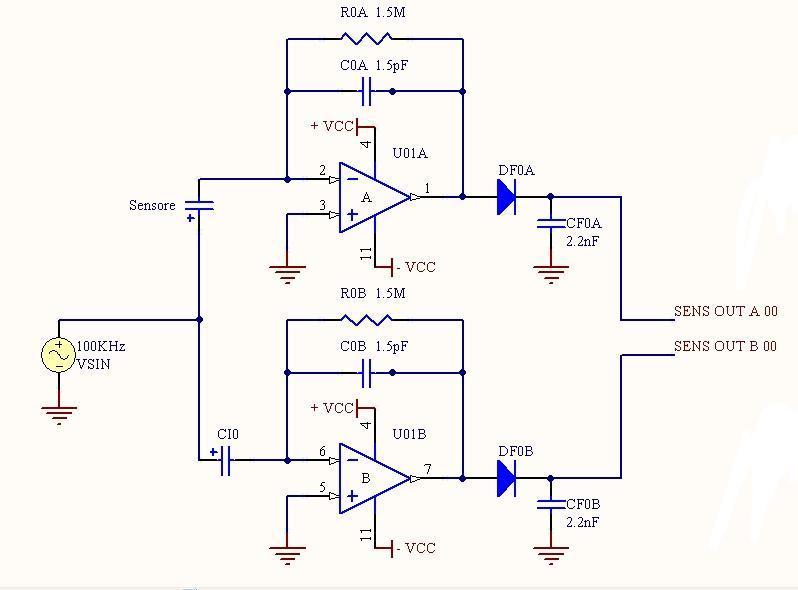 R0A 1.5M
C0A 1.5pF
+ VCC
4
U01A
2
−
A
1
3
+
11
- VCC
Sensore
+
DF0A
CF0A
2.2nF
SENS OUT A 00
SENS OUT B 00
R0B 1.5M
C0B 1.5pF
+
100KHz
−
VSIN
+ VCC
4
U01B
CI0
+
6
−
B
7
5
+
11
- VCC
DF0B
CF0B
2.2nF